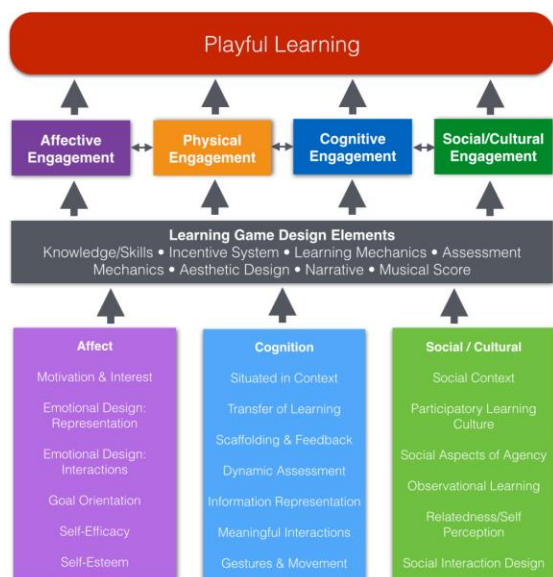 Playful Learning
Affective
Engagement
Physical
Engagement
Cognitive
Engagement
Social/Cultural
Engagement
Learning Game Design Elements
Knowledge/Skills • Incentive System • Learning Mechanics • Assessment
Mechanics • Aesthetic Design • Narrative • Musical Score
Affect
Motivation & Interest
Emotional Design:
Representation
Emotional Design:
Interactions
Goal Orientation
Self-Efficacy
Self-Esteem
Cognition
Situated in Context
Transfer of Learning
Scaffolding & Feedback
Dynamic Assessment
Information Representation
Meaningful Interactions
Gestures & Movement
Social / Cultural
Social Context
Participatory Learning
Culture
Social Aspects of Agency
Observational Learning
Relatedness/Self
Perception
Social Interaction Design